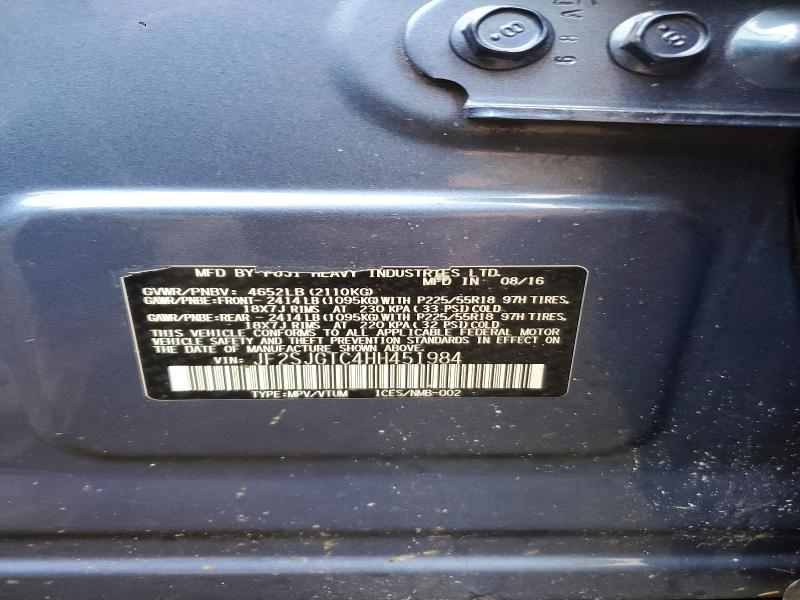 MFD BY FUJI HEAVY INDUSTRIES LTD.
MFD IN 08/16
GVWR/PNBV: 4652LB (2110KG)
GAWR/PNBE:FRONT- 2414LB (1095KG) WITH P225/55R18 97H TIRES,
18X7J RIMS AT 230 KPA (33 PSI) COLD
GAWR/PNBE:REAR- 2414LB (1095KG) WITH P225/55R18 97H TIRES,
18X7J RIMS AT 220 KPA (32 PSI) COLD
THIS VEHICLE CONFORMS TO ALL APPLICABLE FEDERAL MOTOR
VEHICLE SAFETY AND THEFT PREVENTION STANDARDS IN EFFECT ON
THE DATE OF MANUFACTURE SHOWN ABOVE.
VIN: JF2SJGTC4HH451984
TYPE:MPV/VTUM ICES/NMB-002